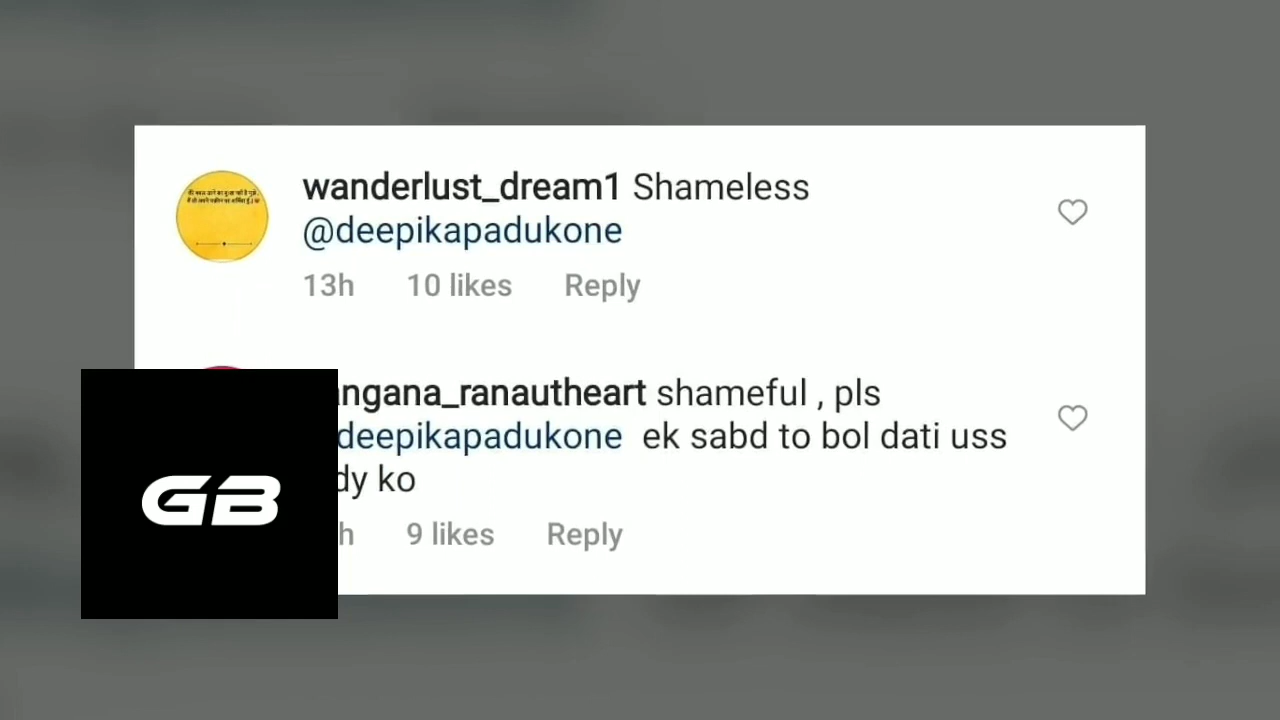 wanderlust_dream1 Shameless
@deepikapadukone
13h 10 likes Reply
angana_ranautheart shameful , pls
deepikapadukone ek sabd to bol dati uss
dy ko
h 9 likes Reply
GB